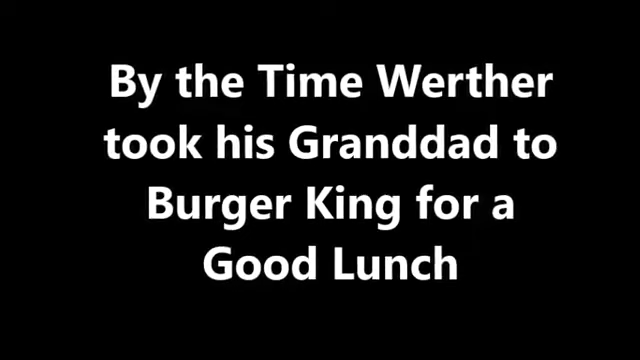 By the Time Werther
took his Granddad to
Burger King for a
Good Lunch